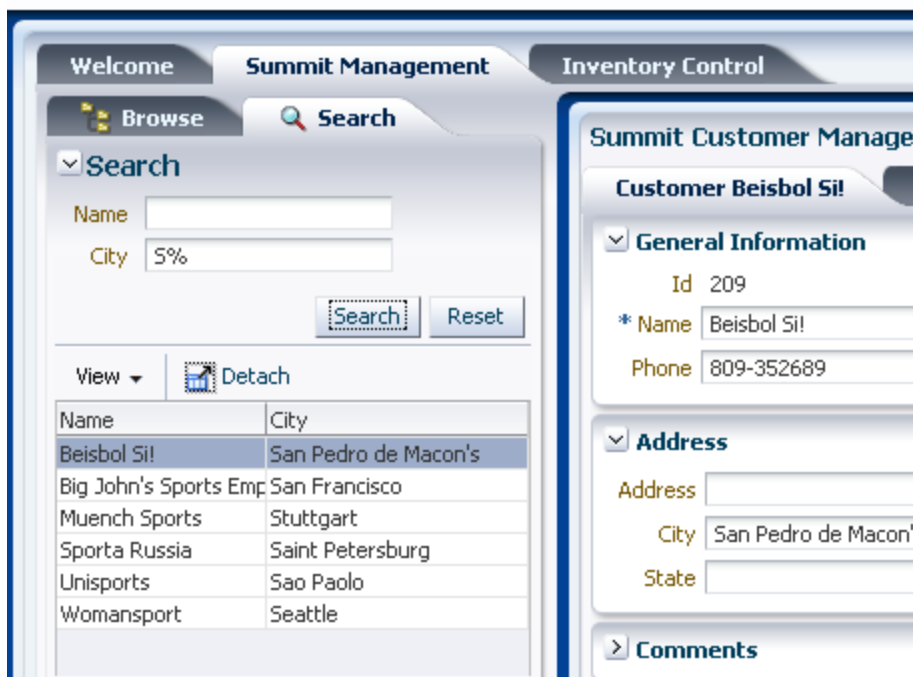 Welcome Summit Management Inventory Control
Browse Search
Search
Name
City S%
Search Reset
View Detach
Name City
Beisbol Si! San Pedro de Macon's
Big John's Sports Emp San Francisco
Muench Sports Stuttgart
Sporta Russia Saint Petersburg
Unisports Sao Paolo
Womansport Seattle
Summit Customer Manage
Customer Beisbol Si!
General Information
Id 209
* Name Beisbol Si!
Phone 809-352689
Address
Address
City San Pedro de Macon'
State
Comments